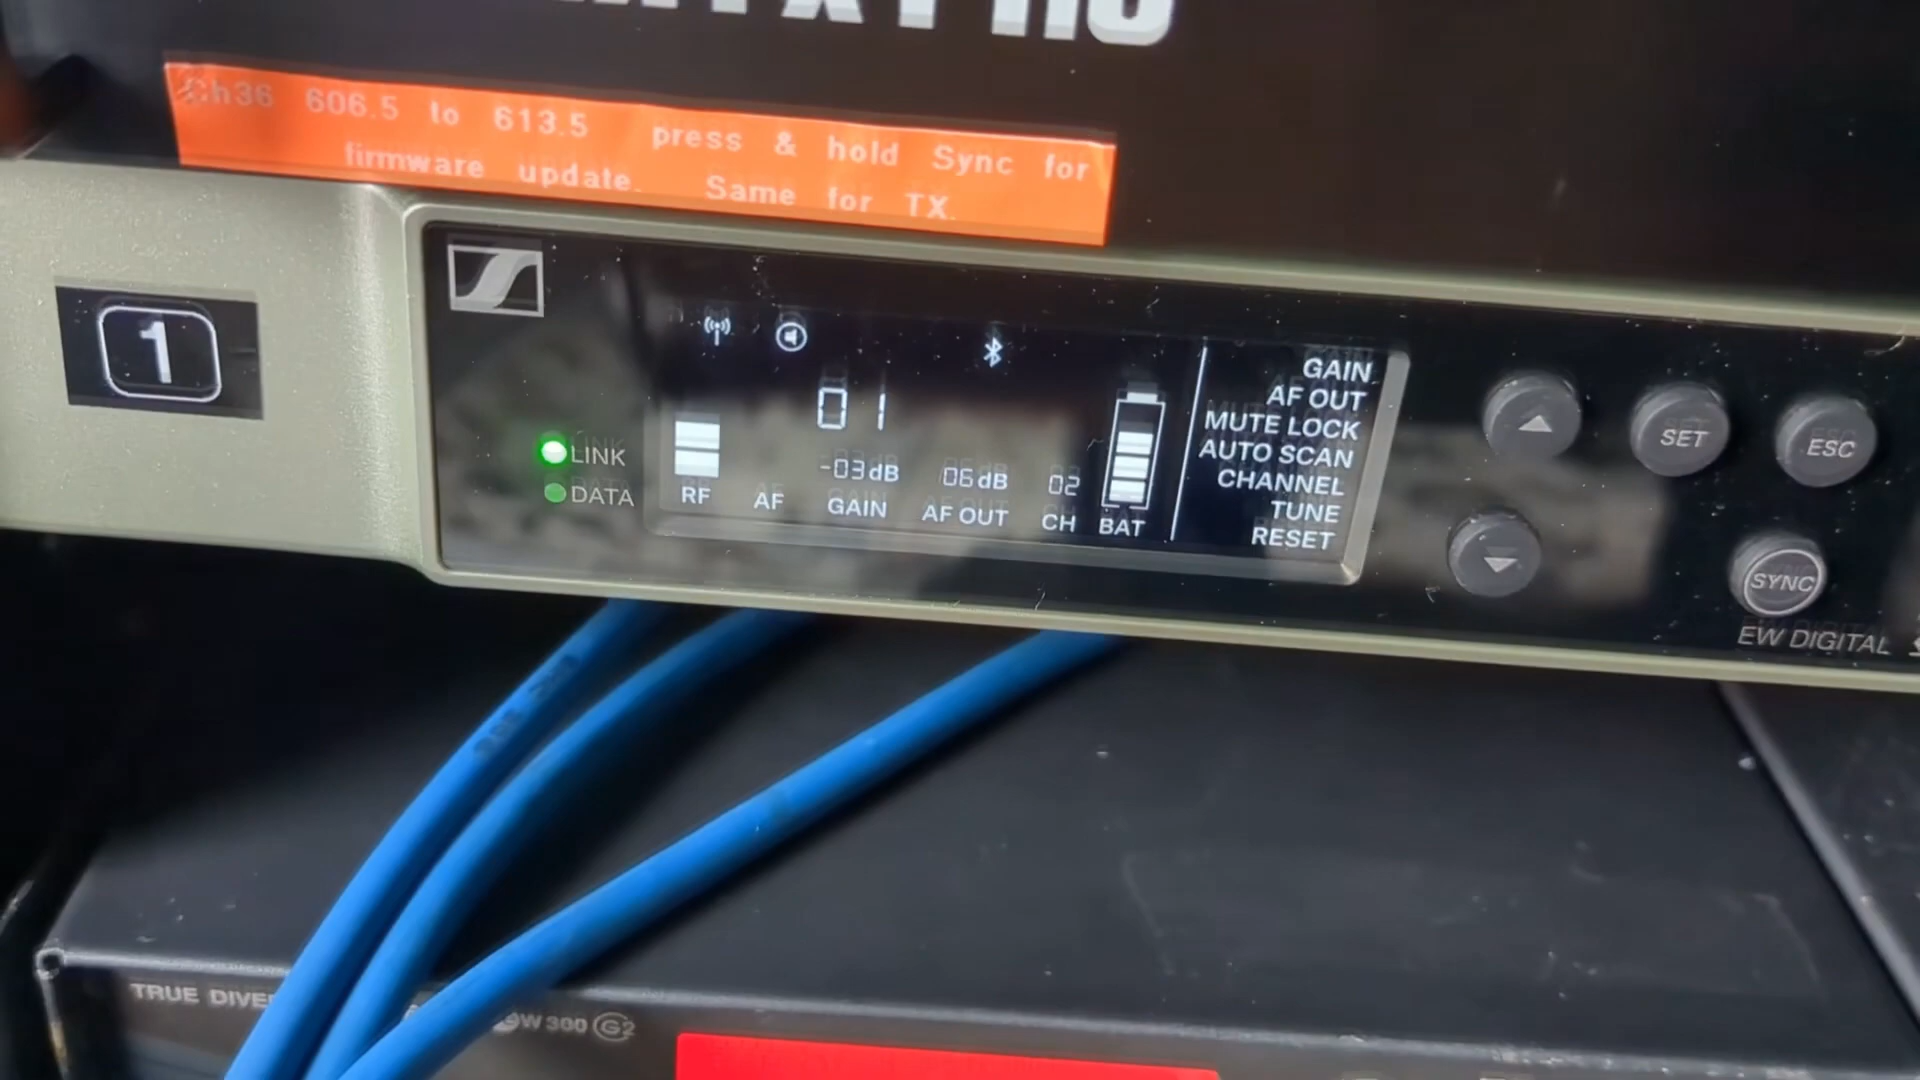 Ch36 606.5 to 613.5 press & hold Sync for
firmware update. Same for TX.
1
LINK
DATA
01
-03dB 06dB 02
RF AF GAIN AF OUT CH BAT
GAIN
AF OUT
MUTE LOCK
AUTO SCAN
CHANNEL
TUNE
RESET
SET
ESC
SYNC
EW DIGITAL
TRUE DIVE
EW 300 G2